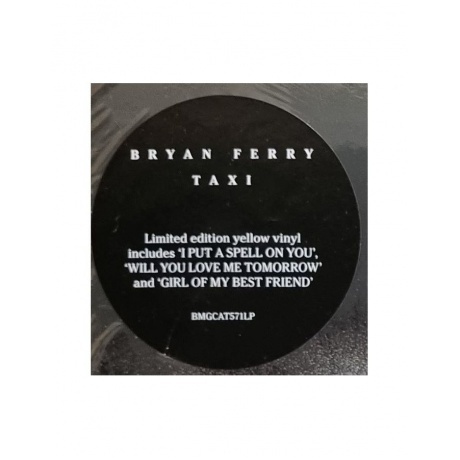 BRYAN FERRY
TAXI
Limited edition yellow vinyl
includes 'I PUT A SPELL ON YOU',
'WILL YOU LOVE ME TOMORROW'
and 'GIRL OF MY BEST FRIEND'
BMGCAT571LP